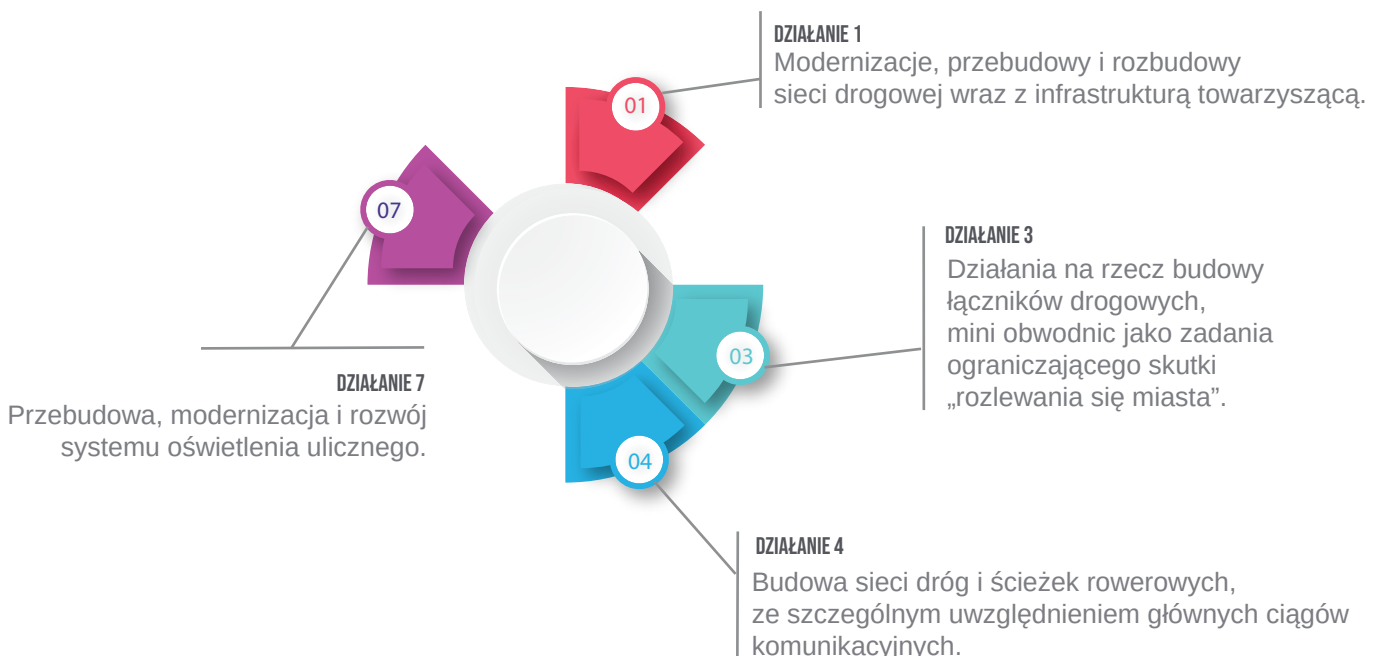 DZIAŁANIE 1
Modernizacje, przebudowy i rozbudowy
sieci drogowej wraz z infrastrukturą towarzyszącą.
01
07
DZIAŁANIE 3
Działania na rzecz budowy
łączników drogowych,
mini obwodnic jako zadania
ograniczającego skutki
„rozlewania się miasta”.
03
DZIAŁANIE 7
Przebudowa, modernizacja i rozwój
systemu oświetlenia ulicznego.
04
DZIAŁANIE 4
Budowa sieci dróg i ścieżek rowerowych,
ze szczególnym uwzględnieniem głównych ciągów
komunikacyjnych.